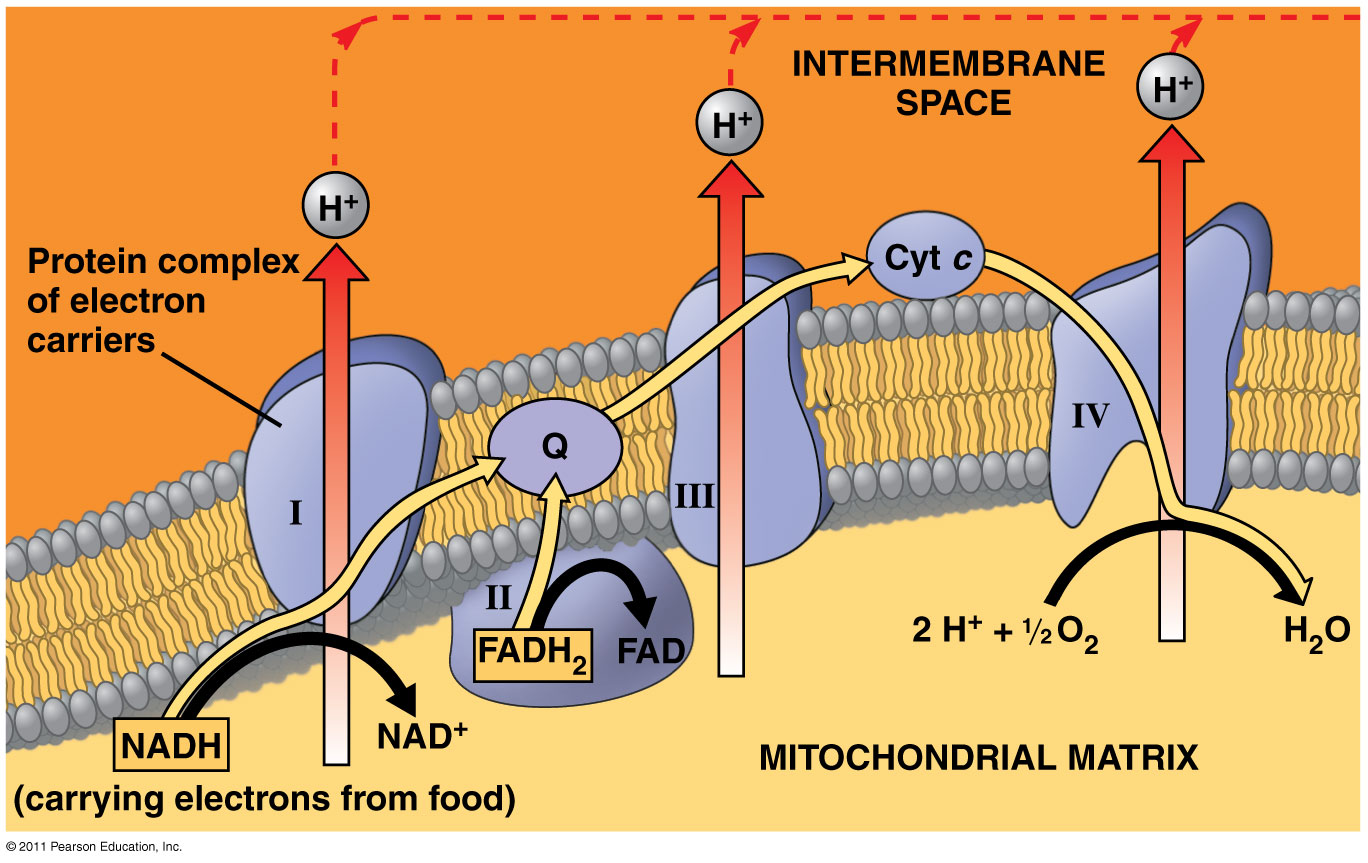 INTERMEMBRANE
SPACE
H⁺
H⁺
H⁺
Protein complex
of electron
carriers
Cyt c
Q
I
II
III
IV
FADH₂
FAD
2 H⁺ + ½ O₂
H₂O
NADH
NAD⁺
(carrying electrons from food)
MITOCHONDRIAL MATRIX
© 2011 Pearson Education, Inc.